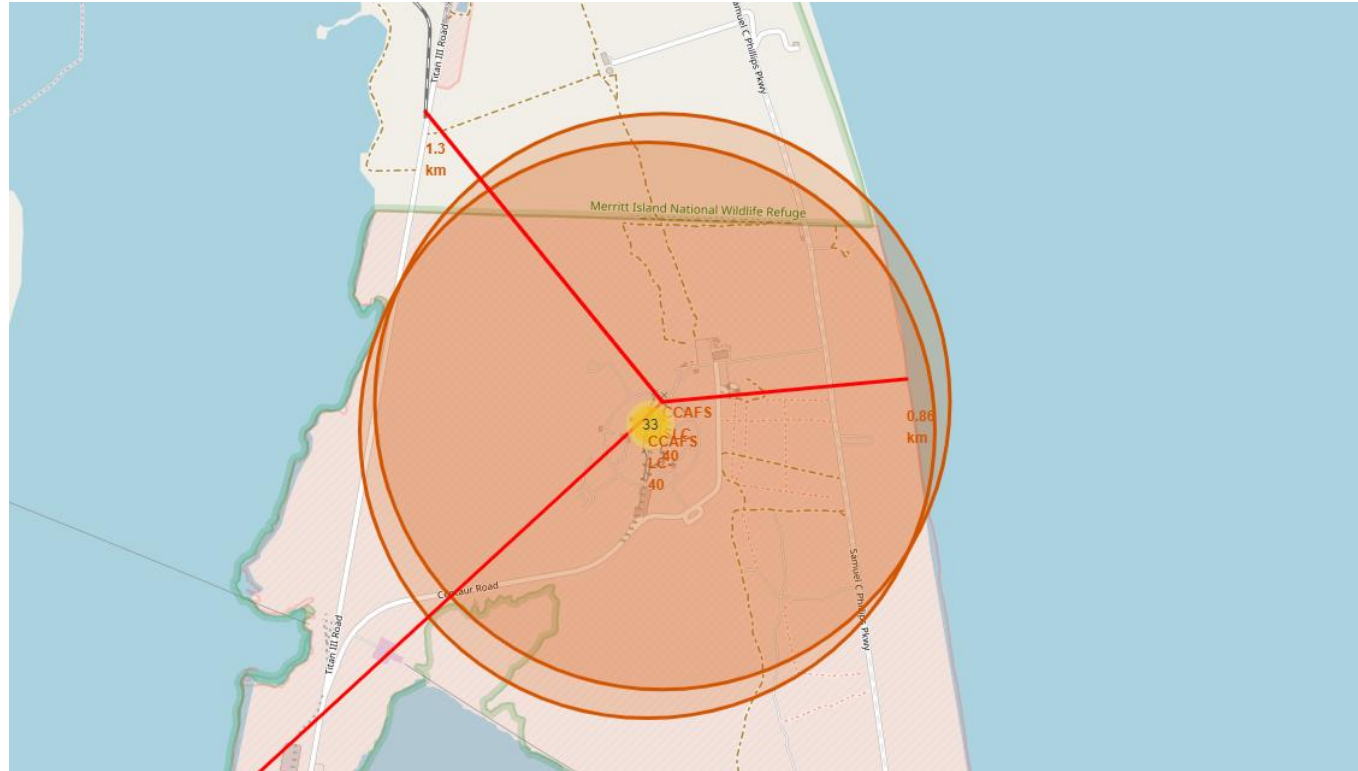 Titan III Road
Samuel C Phillips Pkwy
1.3
km
Merritt Island National Wildlife Refuge
CCAFS
LC-
40
33
CCAFS
LC-
40
0.86
km
Samuel C Phillips Pkwy
Centaur Road
Titan III Road